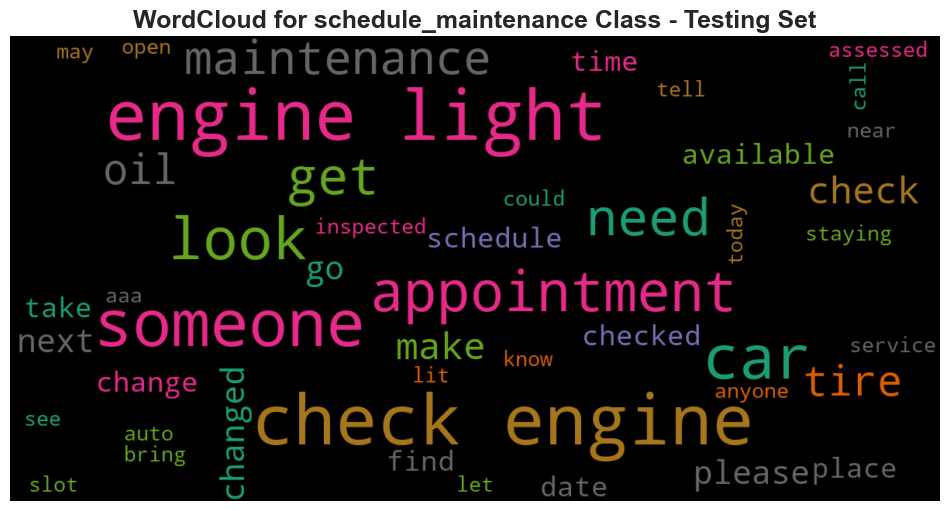 WordCloud for schedule_maintenance Class - Testing Set
may open maintenance time assessed
tell call
engine light near
oil get available check
could need today
look inspected schedule staying
go
take aaa appointment
next someone make checked car service
know
change lit anyone tire
see changed check engine
auto
bring find please place
slot let date